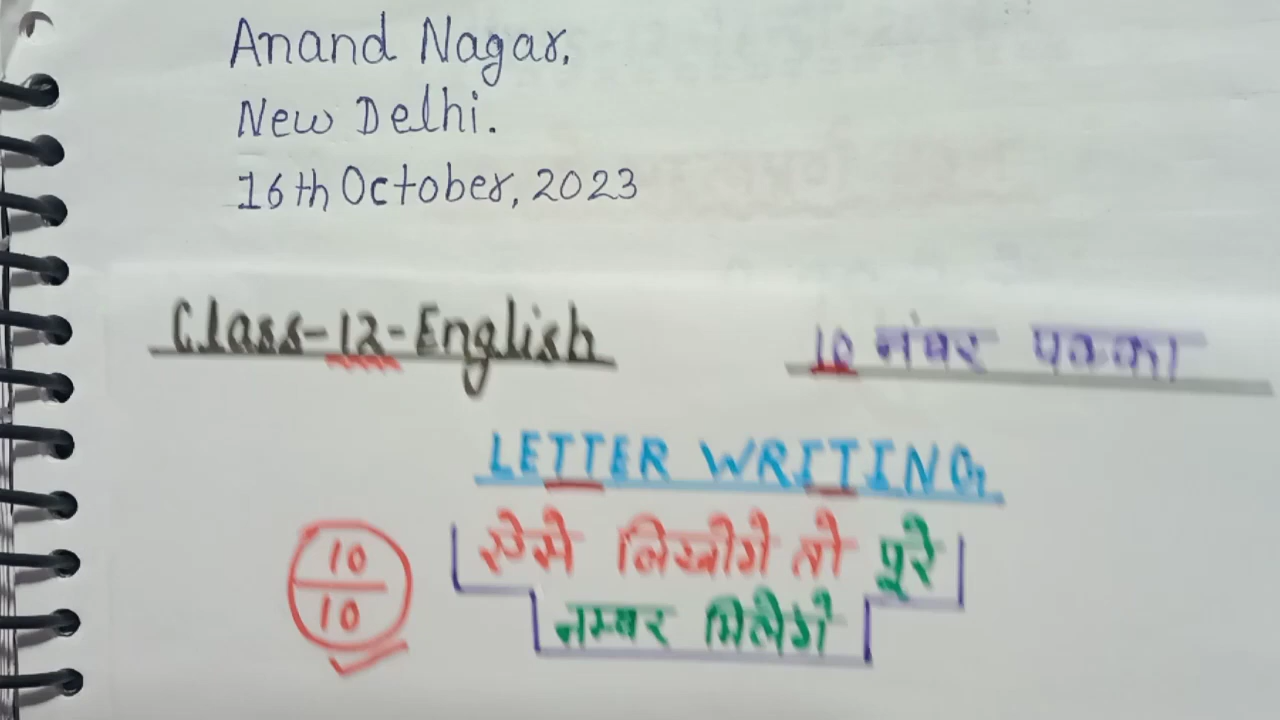 Anand Nagar,
New Delhi.
16th October, 2023
Class-12-English
10 नंबर पक्का
LETTER WRITING
ऐसे लिखोगे तो पूरे
नम्बर मिलेगें
10
10